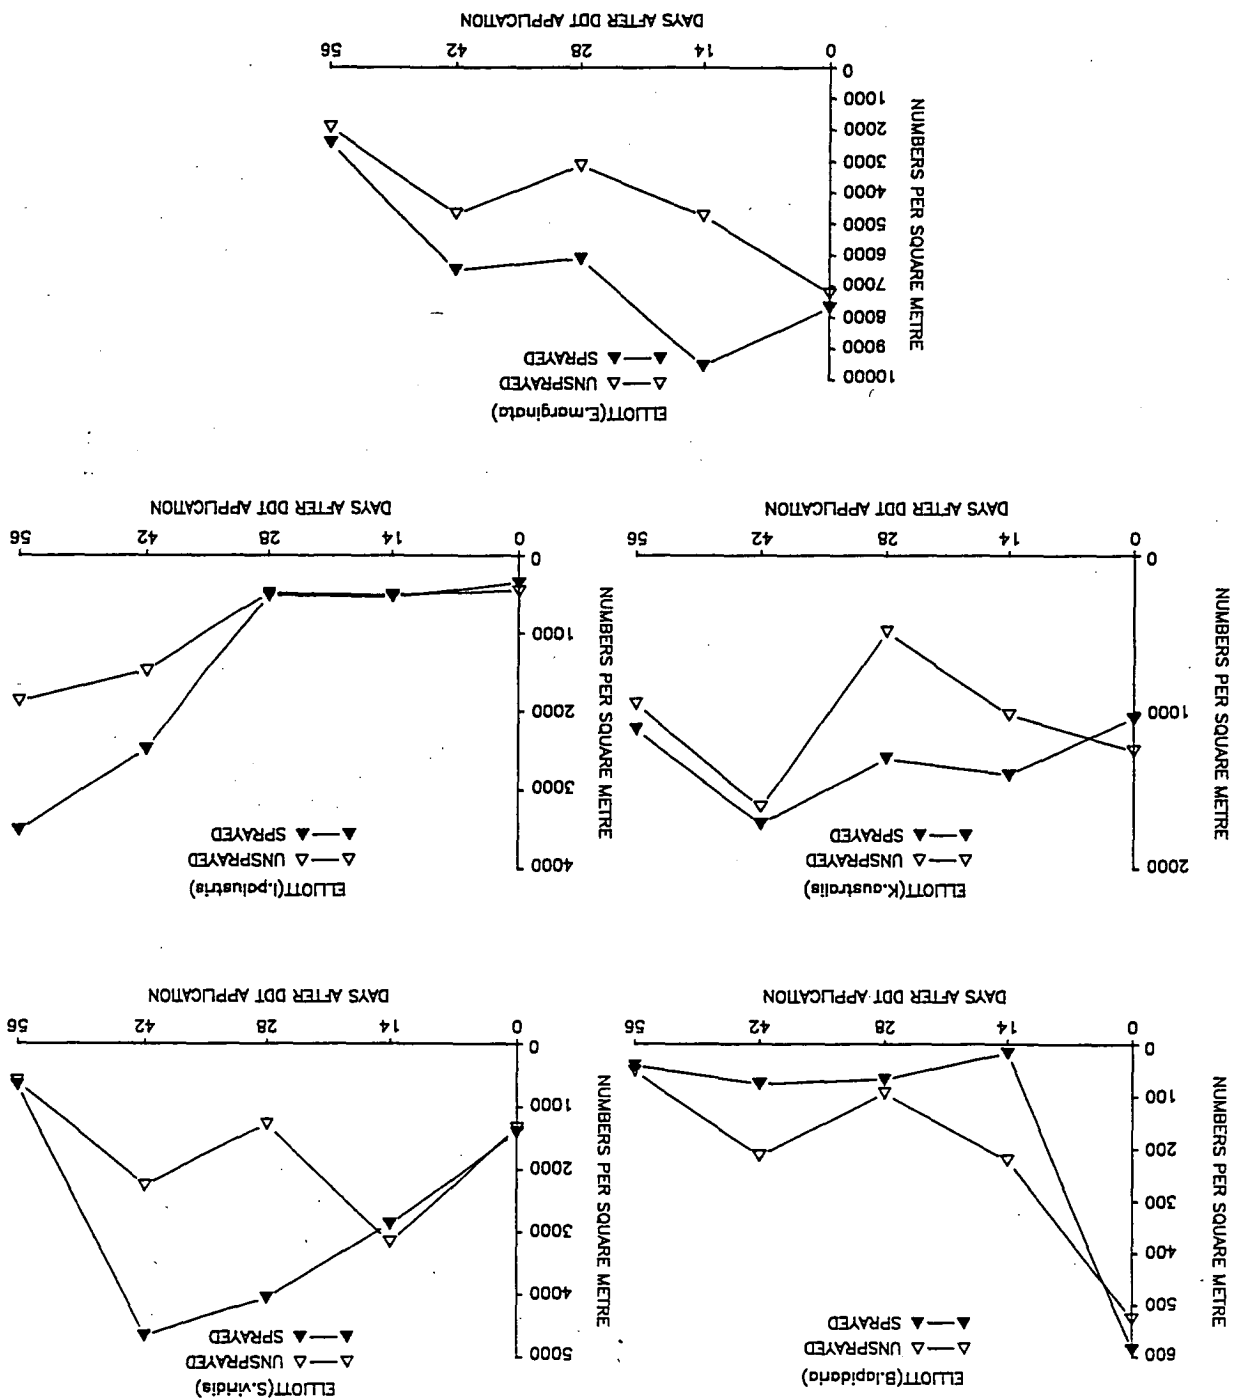 ELLIOTT(B.lapidaria)
UNSPRAYED
SPRAYED
NUMBERS PER SQUARE METRE
600
500
400
300
200
100
0
0 14 28 42 56
DAYS AFTER DDT APPLICATION
ELLIOTT(S.viridis)
UNSPRAYED
SPRAYED
NUMBERS PER SQUARE METRE
5000
4000
3000
2000
1000
0
0 14 28 42 56
DAYS AFTER DDT APPLICATION
ELLIOTT(K.australis)
UNSPRAYED
SPRAYED
NUMBERS PER SQUARE METRE
2000
1000
0
0 14 28 42 56
DAYS AFTER DDT APPLICATION
ELLIOTT(I.palustris)
UNSPRAYED
SPRAYED
NUMBERS PER SQUARE METRE
4000
3000
2000
1000
0
0 14 28 42 56
DAYS AFTER DDT APPLICATION
ELLIOTT(E.marginata)
UNSPRAYED
SPRAYED
NUMBERS PER SQUARE METRE
10000
9000
8000
7000
6000
5000
4000
3000
2000
1000
0
0 14 28 42 56
DAYS AFTER DDT APPLICATION